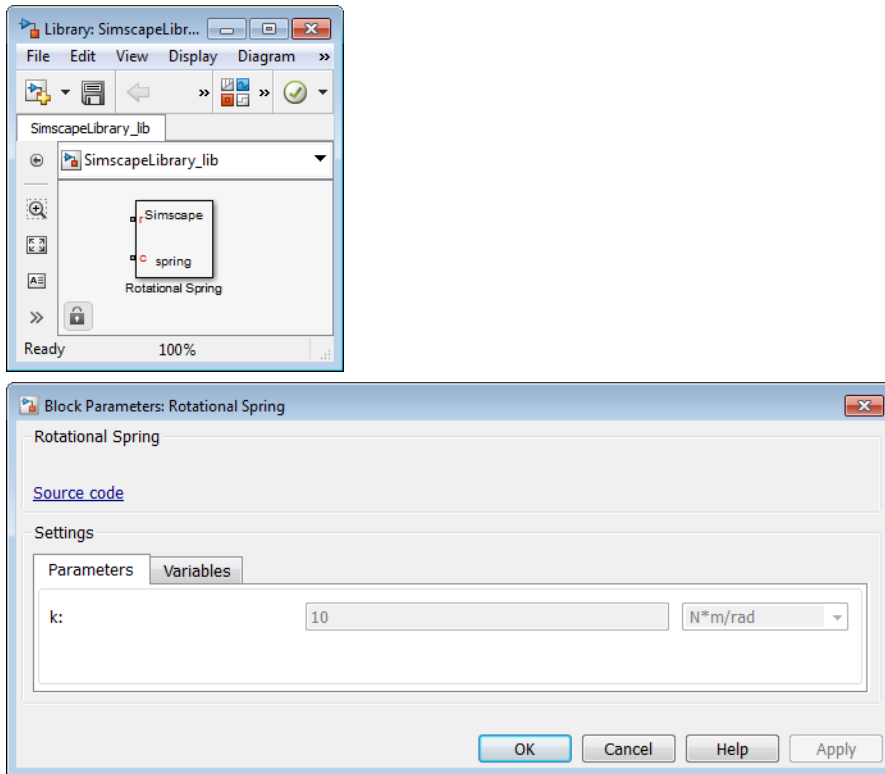 Library: SimscapeLibr...
File Edit View Display Diagram »
» »
SimscapeLibrary_lib
SimscapeLibrary_lib
r Simscape
c spring
Rotational Spring
»
Ready 100%
Block Parameters: Rotational Spring
Rotational Spring
Source code
Settings
Parameters Variables
k: 10 N*m/rad
OK Cancel Help Apply